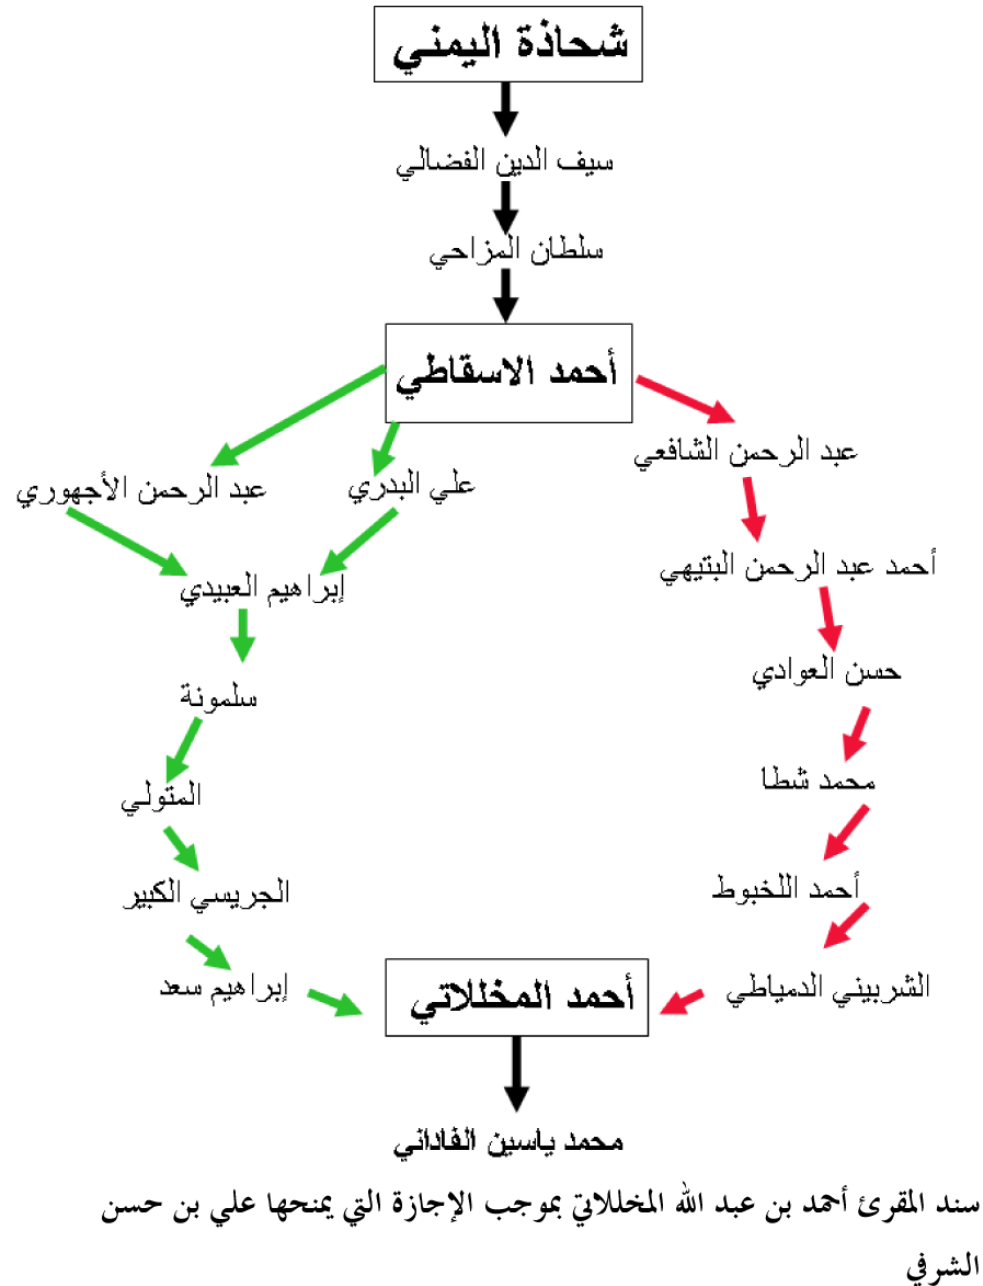 شحاذة اليمني
سيف الدين الفضالي
سلطان المزاحي
أحمد الاسقاطي
عبد الرحمن الشافعي
علي البدري
عبد الرحمن الأجهوري
أحمد عبد الرحمن البتيهي
إبراهيم العبيدي
حسن العوادي
سلمونة
محمد شطا
المتولي
أحمد اللخبوط
الجريسي الكبير
الشربيني الدمياطي
إبراهيم سعد
أحمد المخللاتي
محمد ياسين الفاداني
سند المقرئ أحمد بن عبد الله المخللاتي بموجب الإجازة التي يمنحها علي بن حسن
الشرفي